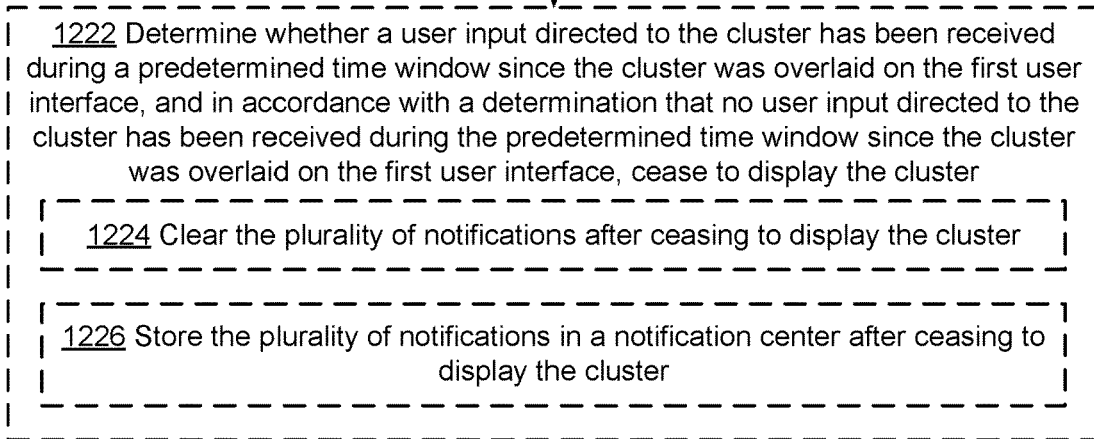 1222 Determine whether a user input directed to the cluster has been received
during a predetermined time window since the cluster was overlaid on the first user
interface, and in accordance with a determination that no user input directed to the
cluster has been received during the predetermined time window since the cluster
was overlaid on the first user interface, cease to display the cluster
1224 Clear the plurality of notifications after ceasing to display the cluster
1226 Store the plurality of notifications in a notification center after ceasing to
display the cluster